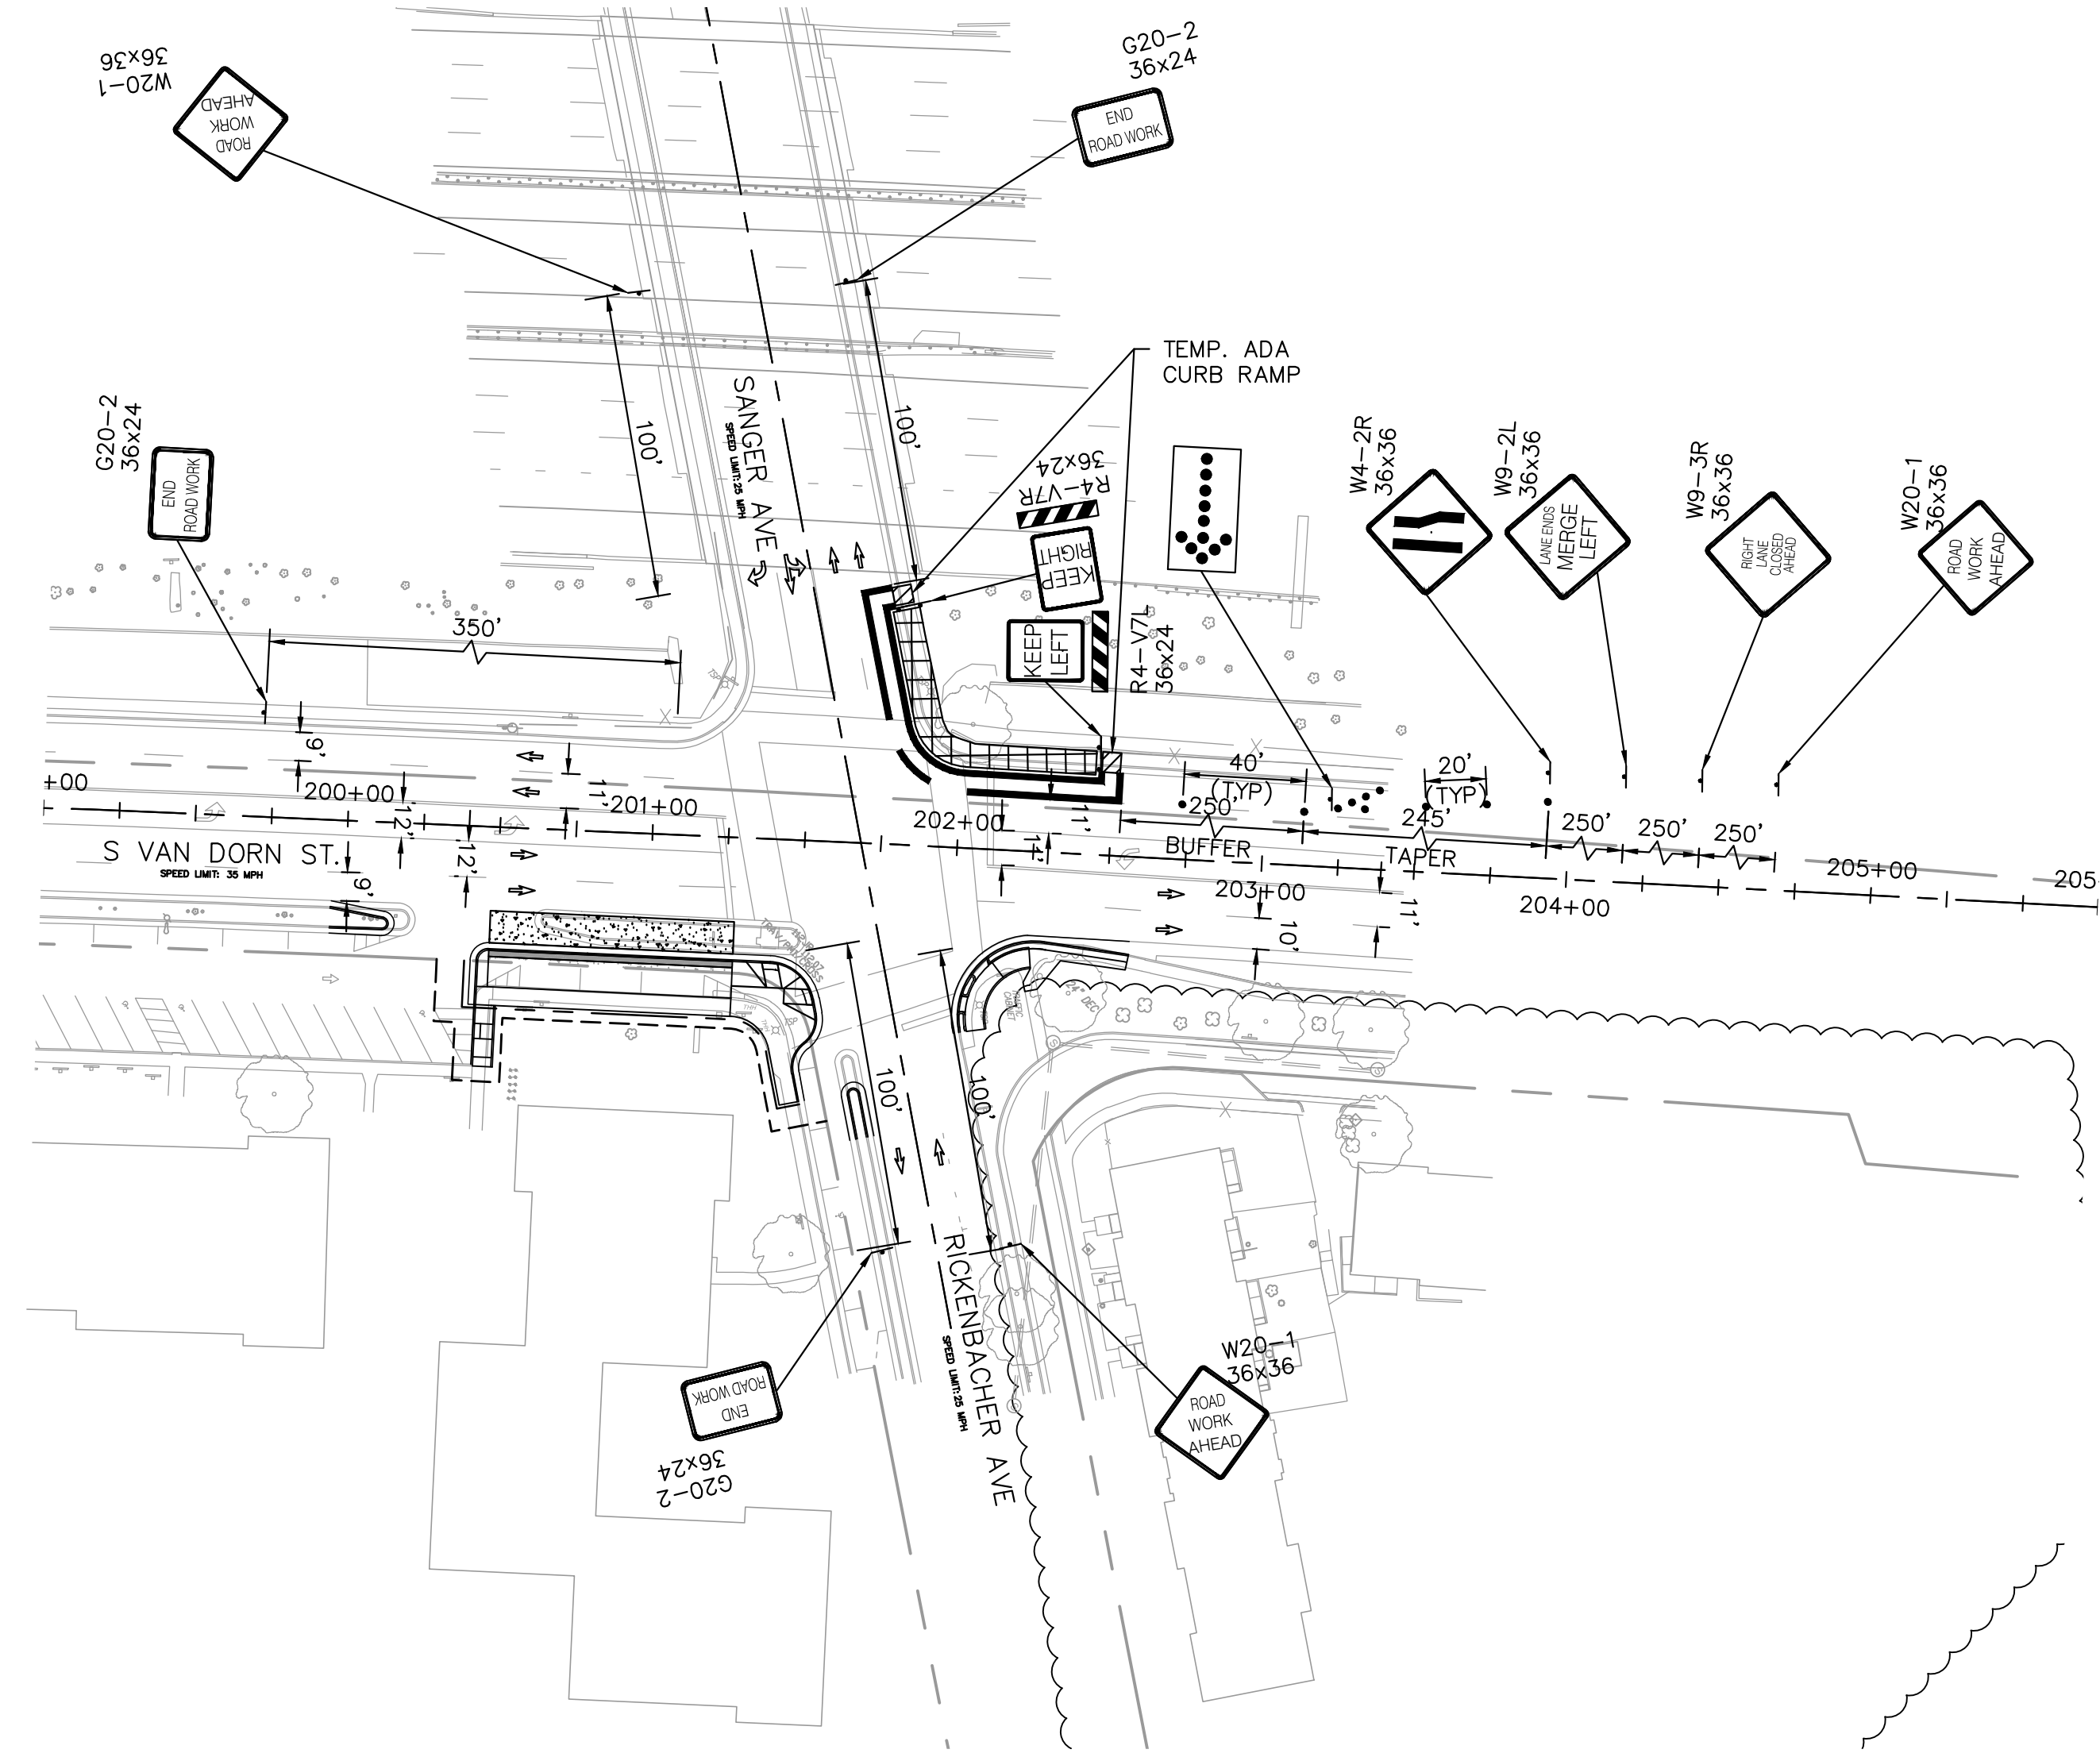 W20-1
36x36
ROAD
WORK
AHEAD
G20-2
36x24
END
ROAD WORK
G20-2
36x24
END
ROAD WORK
TEMP. ADA
CURB RAMP
100'
100'
SANGER AVE
SPEED LIMIT: 25 MPH
R4-V7R
36x24
KEEP
RIGHT
KEEP
LEFT
R4-V7L
36x24
W4-2R
36x36
W9-2L
36x36
LANE ENDS
MERGE
LEFT
W9-3R
36x36
RIGHT
LANE
CLOSED
AHEAD
W20-1
36x36
ROAD
WORK
AHEAD
350'
9'
11'
12'
12'
9'
+00
200+00
201+00
202+00
203+00
204+00
205+00
205
40'
(TYP)
20'
(TYP)
250'
BUFFER
245'
TAPER
250'
250'
250'
11'
11'
11'
10'
S VAN DORN ST.
SPEED LIMIT: 35 MPH
24" DEC
100'
100'
RICKENBACHER AVE
SPEED LIMIT: 25 MPH
G20-2
36x24
END
ROAD WORK
W20-1
36x36
ROAD
WORK
AHEAD